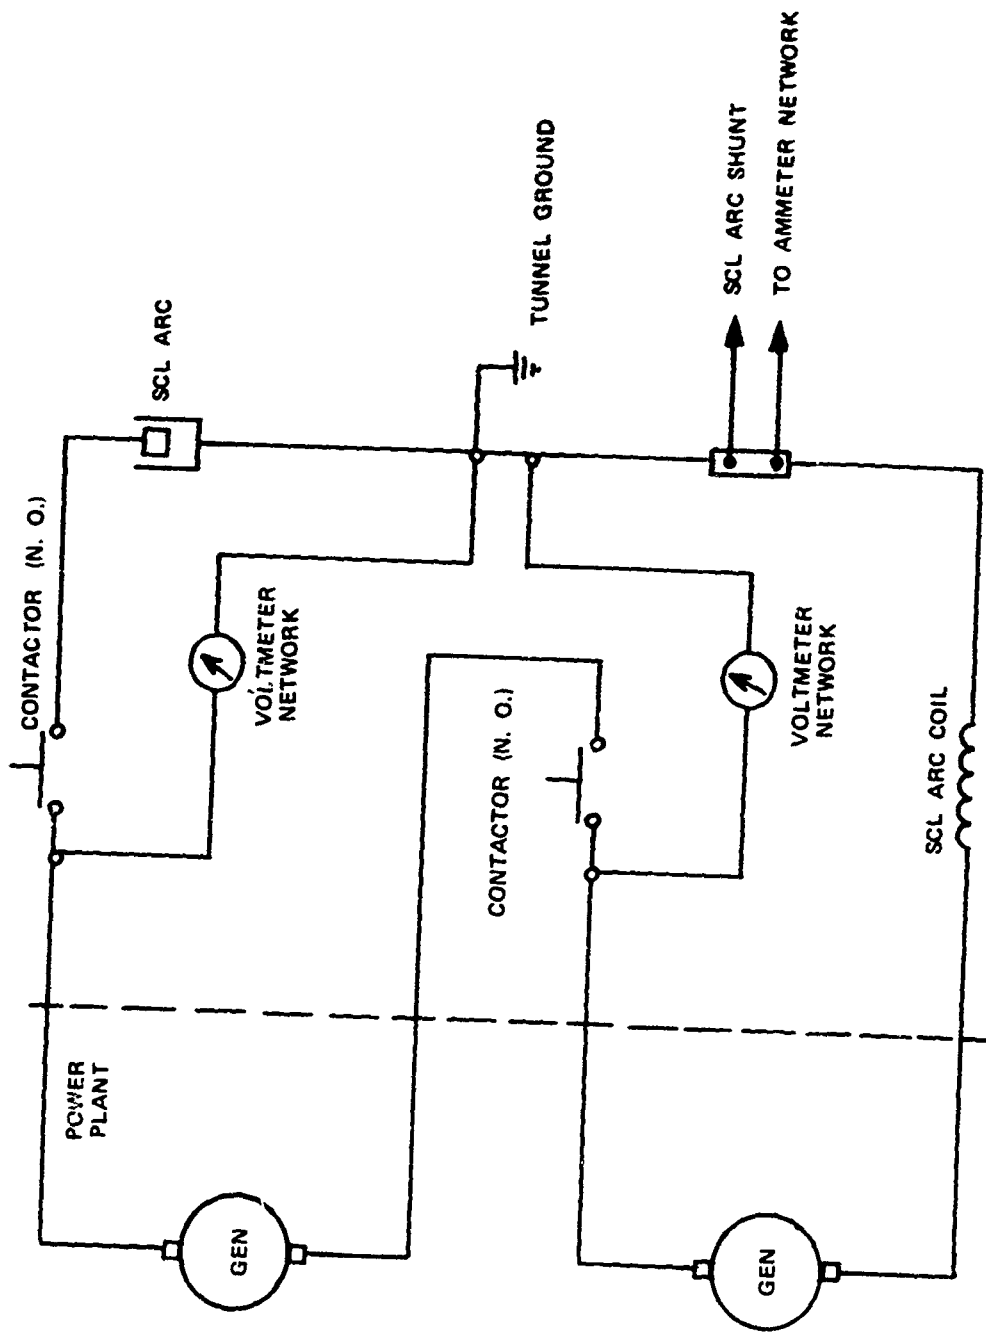 CONTACTOR (N. O.)
SCL ARC
POWER
PLANT
VOLTMETER
NETWORK
TUNNEL GROUND
GEN
CONTACTOR (N. O.)
VOLTMETER
NETWORK
SCL ARC SHUNT
TO AMMETER NETWORK
GEN
SCL ARC COIL